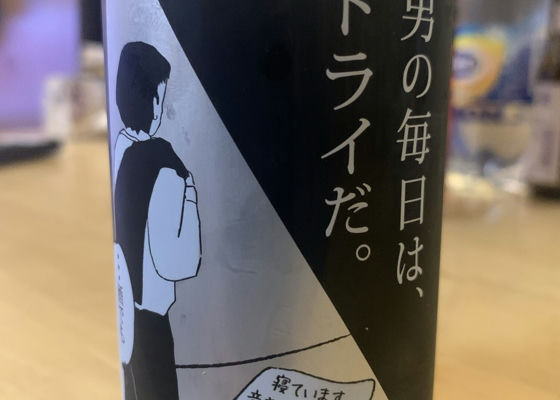 男の毎日は、
ドライだ。
寝ています